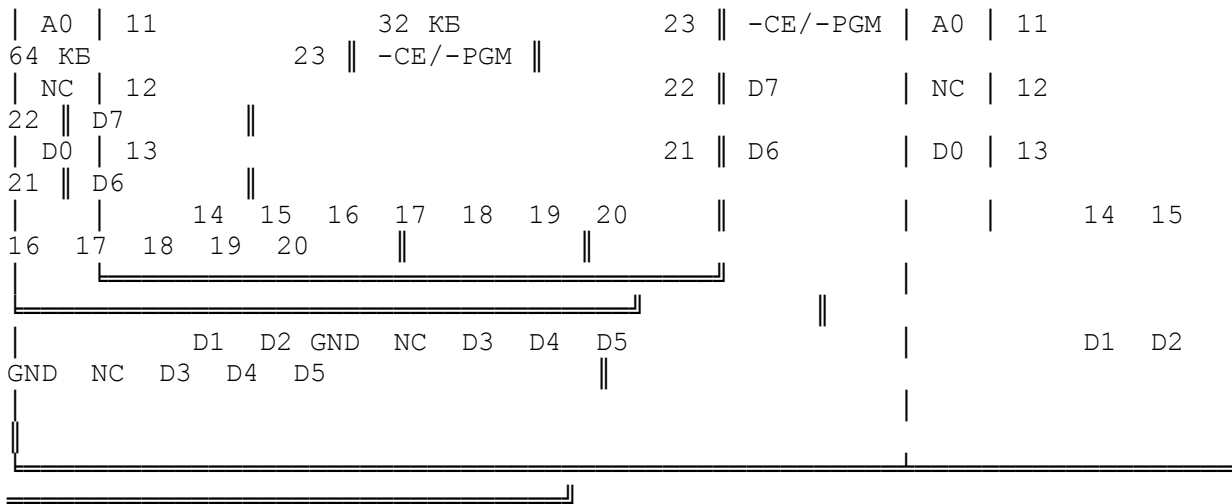 │ A0 │ 11 32 КБ 23 ║ -CE/-PGM │ A0 │ 11
64 КБ 23 ║ -CE/-PGM ║
│ NC │ 12 22 ║ D7 │ NC │ 12
22 ║ D7 ║
│ D0 │ 13 21 ║ D6 │ D0 │ 13
21 ║ D6 ║
│ │ 14 15 16 17 18 19 20 ║ │ │ 14 15
16 17 18 19 20 ║ ║
D1 D2 GND NC D3 D4 D5 │ D1 D2
GND NC D3 D4 D5 ║